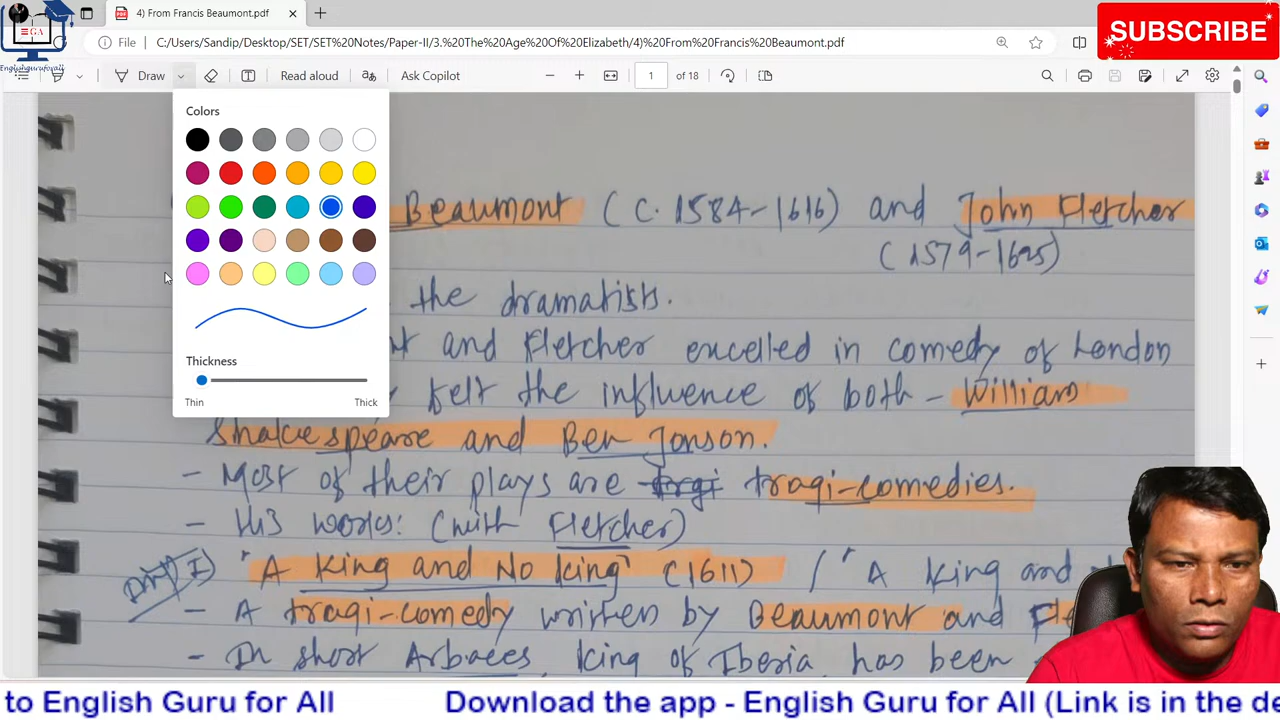 4) From Francis Beaumont.pdf
SUBSCRIBE
EGA
Englishguruforall
File
C:/Users/Sandip/Desktop/SET/SET%20Notes/Paper-II/3.%20The%20Age%20Of%20Elizabeth/4)%20From%20Francis%20Beaumont.pdf
Draw
Read aloud
Ask Copilot
1
of 18
Colors
Thickness
Thin
Thick
Beaumont (C. 1584-1616) and John Fletcher
(1579-1625)
the dramatists.
and Fletcher excelled in comedy of London
felt the influence of both - William
Shakespeare and Ben Jonson.
- Most of their plays are tragi-comedies.
- His works: (with Fletcher)
I) "A King and No King" (1611) / "A King and
- A tragi-comedy written by Beaumont and
- In short Arbaces, King of Iberia has been
to English Guru for All
Download the app - English Guru for All (Link is in the de